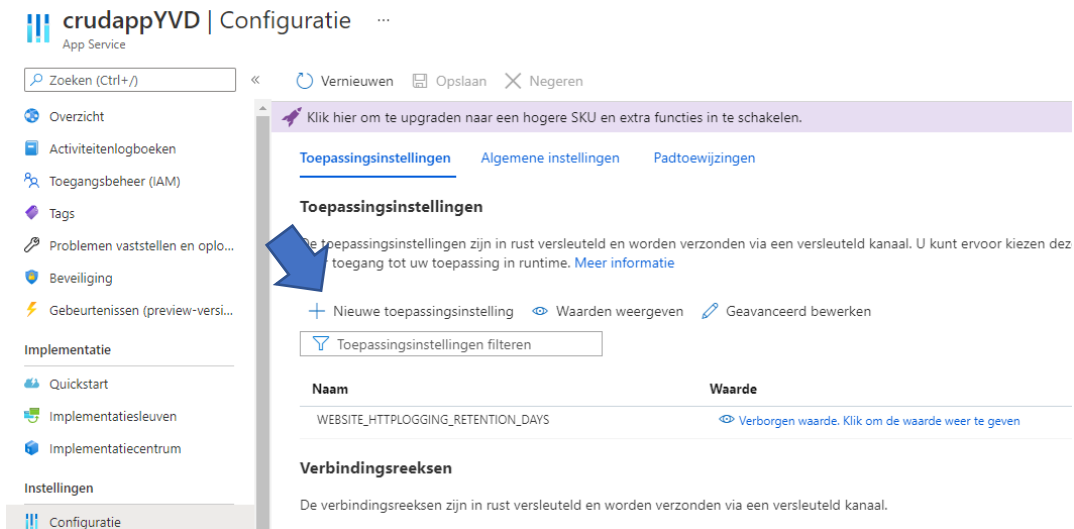 crudappYVD | Configuratie ...
App Service
Zoeken (Ctrl+/)
«
Overzicht
Activiteitenlogboeken
Toegangsbeheer (IAM)
Tags
Problemen vaststellen en oplo...
Beveiliging
Gebeurtenissen (preview-versi...
Implementatie
Quickstart
Implementatiesleuven
Implementatiecentrum
Instellingen
Configuratie
Vernieuwen Opslaan Negeren
Klik hier om te upgraden naar een hogere SKU en extra functies in te schakelen.
Toepassingsinstellingen Algemene instellingen Padtoewijzingen
Toepassingsinstellingen
toepassingsinstellingen zijn in rust versleuteld en worden verzonden via een versleuteld kanaal. U kunt ervoor kiezen
toegang tot uw toepassing in runtime. Meer informatie
Nieuwe toepassingsinstelling Waarden weergeven Geavanceerd bewerken
Toepassingsinstellingen filteren
Naam Waarde
WEBSITE_HTTPLOGGING_RETENTION_DAYS Verborgen waarde. Klik om de waarde weer te geven
Verbindingsreeksen
De verbindingsreeksen zijn in rust versleuteld en worden verzonden via een versleuteld kanaal.